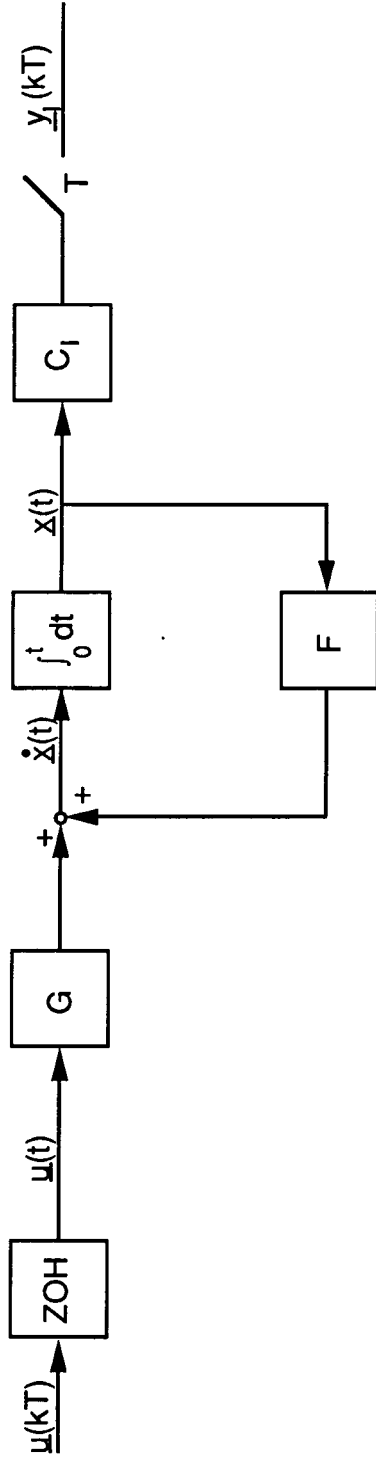 u(kT)
ZOH
u(t)
G
+
+
ẋ(t)
∫₀ᵗ dt
x(t)
F
C_I
T
y_I(kT)